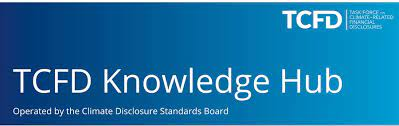 TCFD
TASK FORCE ON
CLIMATE-RELATED
FINANCIAL
DISCLOSURES
TCFD Knowledge Hub
Operated by the Climate Disclosure Standards Board